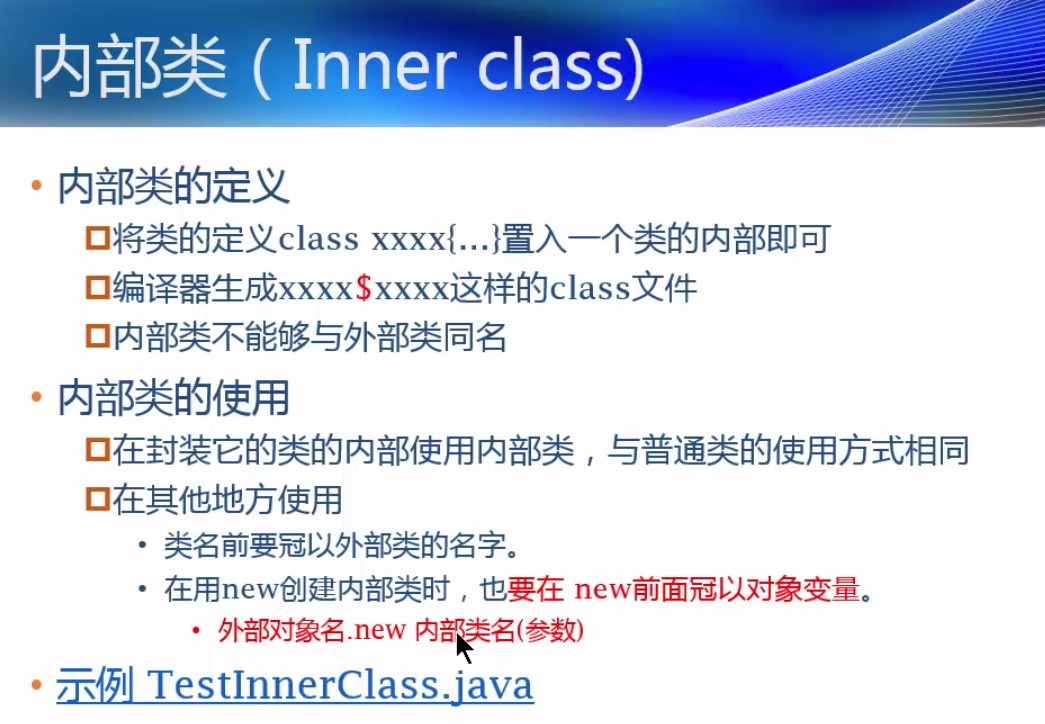 内部类（Inner class)
• 内部类的定义
将类的定义class xxxx{…}置入一个类的内部即可
编译器生成xxxx$xxxx这样的class文件
内部类不能够与外部类同名
• 内部类的使用
在封装它的类的内部使用内部类，与普通类的使用方式相同
在其他地方使用
• 类名前要冠以外部类的名字。
• 在用new创建内部类时，也要在 new前面冠以对象变量。
• 外部对象名.new 内部类名(参数)
• 示例 TestInnerClass.java